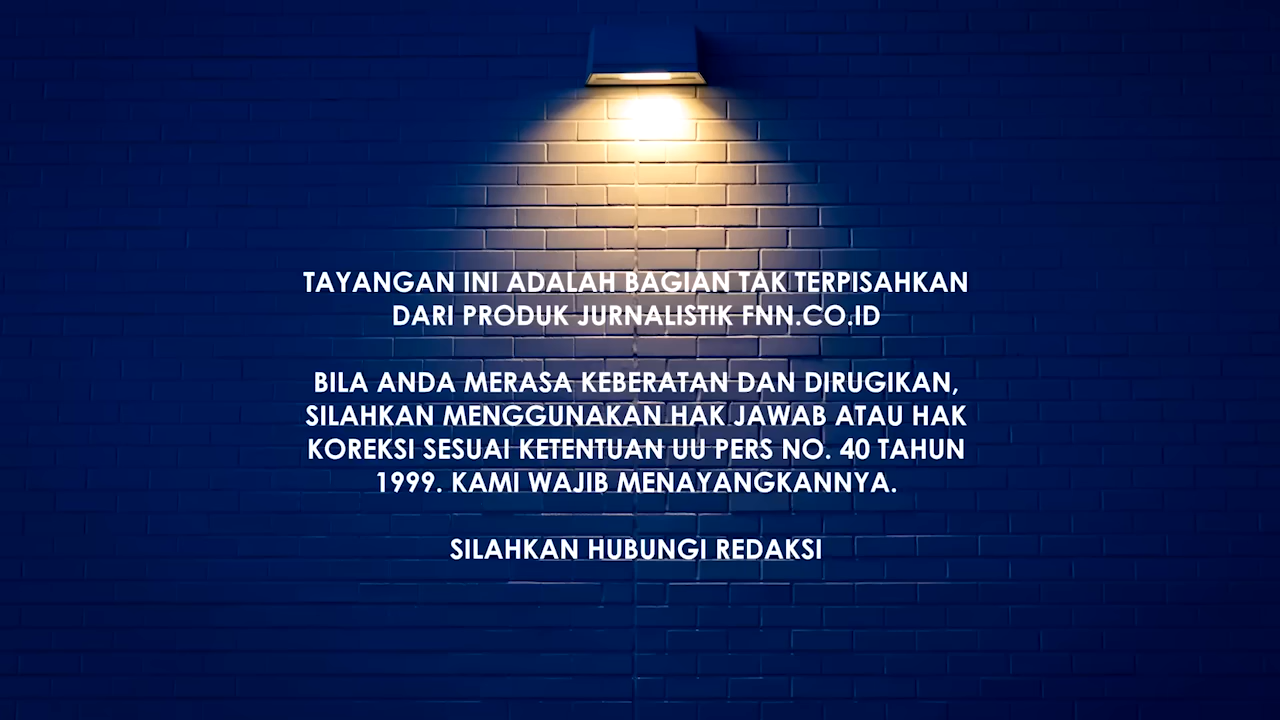 TAYANGAN INI ADALAH BAGIAN TAK TERPISAHKAN
DARI PRODUK JURNALISTIK FNN.CO.ID
BILA ANDA MERASA KEBERATAN DAN DIRUGIKAN,
SILAHKAN MENGGUNAKAN HAK JAWAB ATAU HAK
KOREKSI SESUAI KETENTUAN UU PERS NO. 40 TAHUN
1999. KAMI WAJIB MENAYANGKANNYA.
SILAHKAN HUBUNGI REDAKSI